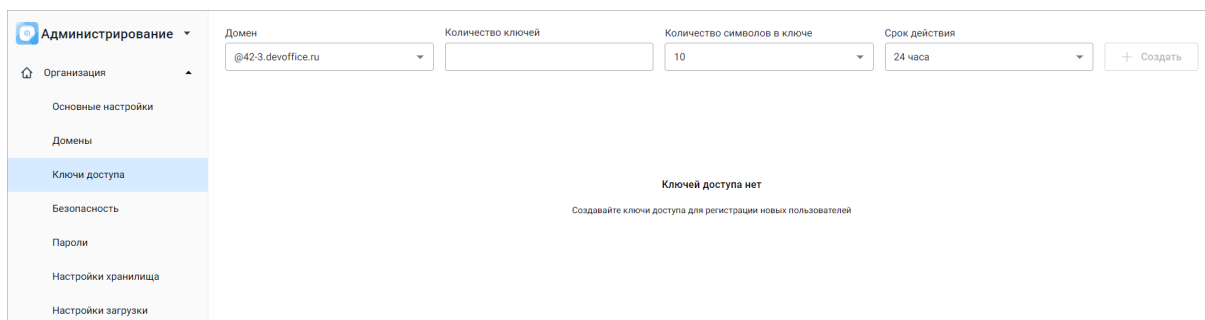 Администрирование
Организация
Основные настройки
Домены
Ключи доступа
Безопасность
Пароли
Настройки хранилища
Настройки загрузки
Домен
@42-3.devoffice.ru
Количество ключей
Количество символов в ключе
10
Срок действия
24 часа
+ Создать
Ключей доступа нет
Создавайте ключи доступа для регистрации новых пользователей